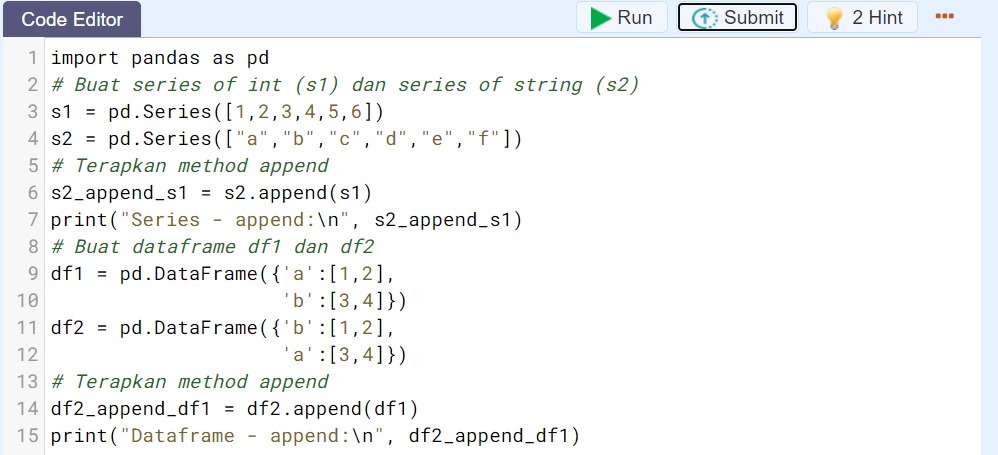 Code Editor
Run
Submit
2 Hint
1 import pandas as pd
2 # Buat series of int (s1) dan series of string (s2)
3 s1 = pd.Series([1,2,3,4,5,6])
4 s2 = pd.Series(["a","b","c","d","e","f"])
5 # Terapkan method append
6 s2_append_s1 = s2.append(s1)
7 print("Series - append:\n", s2_append_s1)
8 # Buat dataframe df1 dan df2
9 df1 = pd.DataFrame({'a':[1,2],
10                     'b':[3,4]})
11 df2 = pd.DataFrame({'b':[1,2],
12                     'a':[3,4]})
13 # Terapkan method append
14 df2_append_df1 = df2.append(df1)
15 print("Dataframe - append:\n", df2_append_df1)